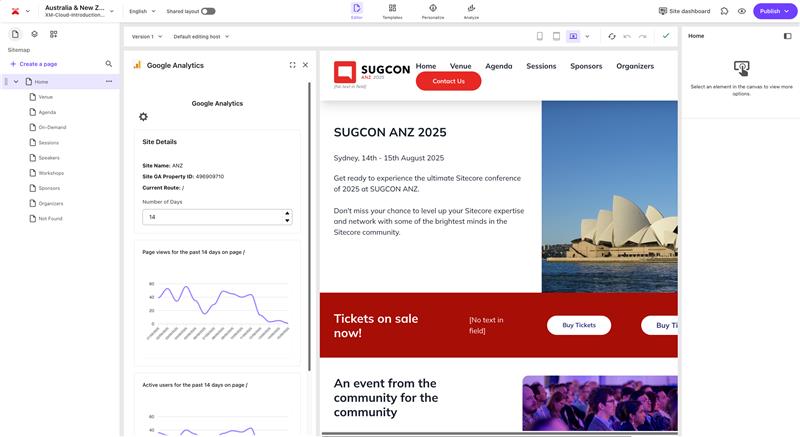 Australia & New Z...
XM-Cloud-Introduction...
English
Shared layout
Editor
Templates
Personalize
Analyze
Site dashboard
Publish
Sitemap
Create a page
Home
Venue
Agenda
On-Demand
Sessions
Speakers
Workshops
Sponsors
Organizers
Not Found
Version 1
Default editing host
Google Analytics
Google Analytics
Site Details
Site Name: ANZ
Site GA Property ID: 496909710
Current Route: /
Number of Days
14
Page views for the past 14 days on page /
60
40
20
0
Active users for the past 14 days on page /
60
40
SUGCON
ANZ 2025
[No text in field]
Home
Venue
Agenda
Sessions
Sponsors
Organizers
Contact Us
SUGCON ANZ 2025
Sydney, 14th - 15th August 2025
Get ready to experience the ultimate Sitecore conference
of 2025 at SUGCON ANZ.
Don't miss your chance to level up your Sitecore expertise
and network with some of the brightest minds in the
Sitecore community.
Tickets on sale
now!
[No text in
field]
Buy Tickets
Buy Ti
An event from the
community for the
community
Home
Select an element in the canvas to view more
options.